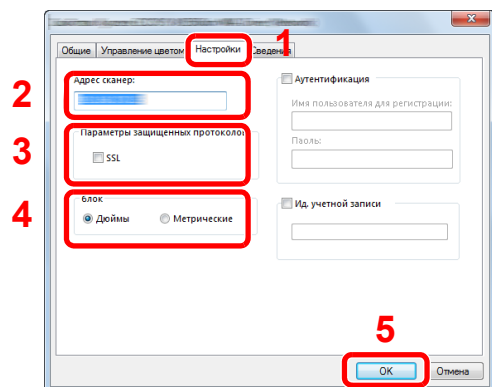 1
Общие Управление цветом Настройки Сведения
2
Адрес сканер:
Аутентификация
Имя пользователя для регистрации:
Паоль:
3
Параметры защищенных протоколо
SSL
4
блок
Дюймы Метрические
Ид. учетной записи
5
OK Отмена